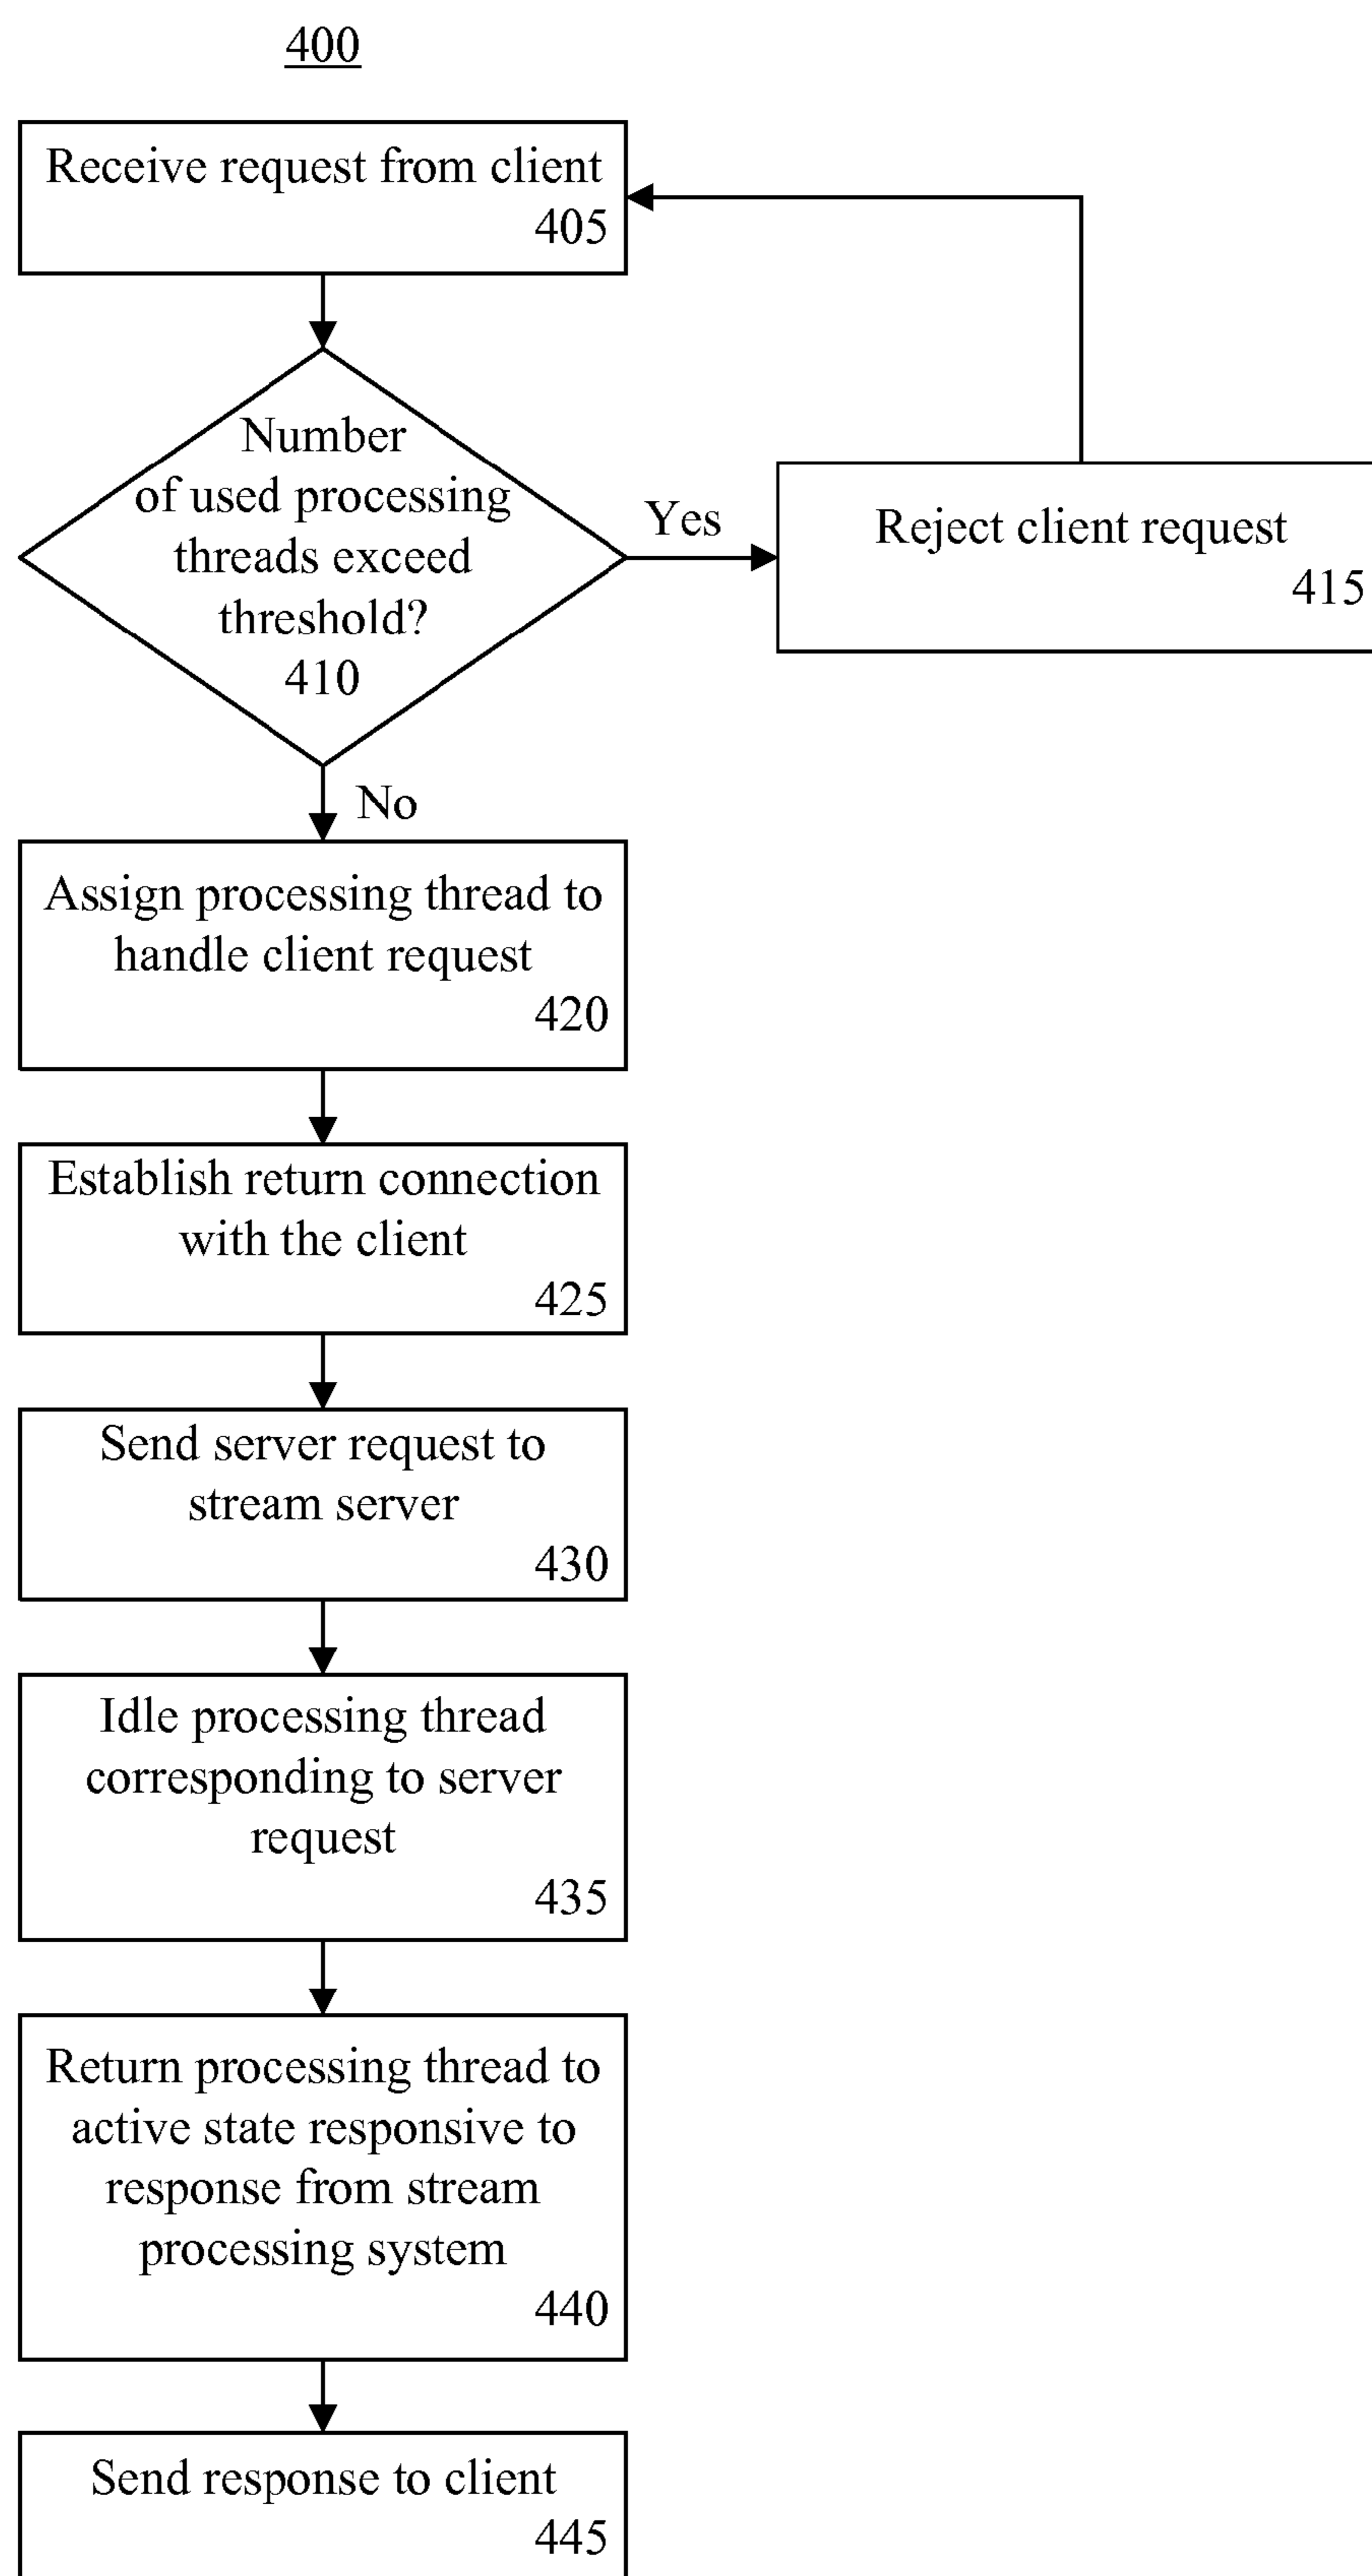 400
Receive request from client
405
Number
of used processing
threads exceed
threshold?
410
Yes
Reject client request
415
No
Assign processing thread to
handle client request
420
Establish return connection
with the client
425
Send server request to
stream server
430
Idle processing thread
corresponding to server
request
435
Return processing thread to
active state responsive to
response from stream
processing system
440
Send response to client
445